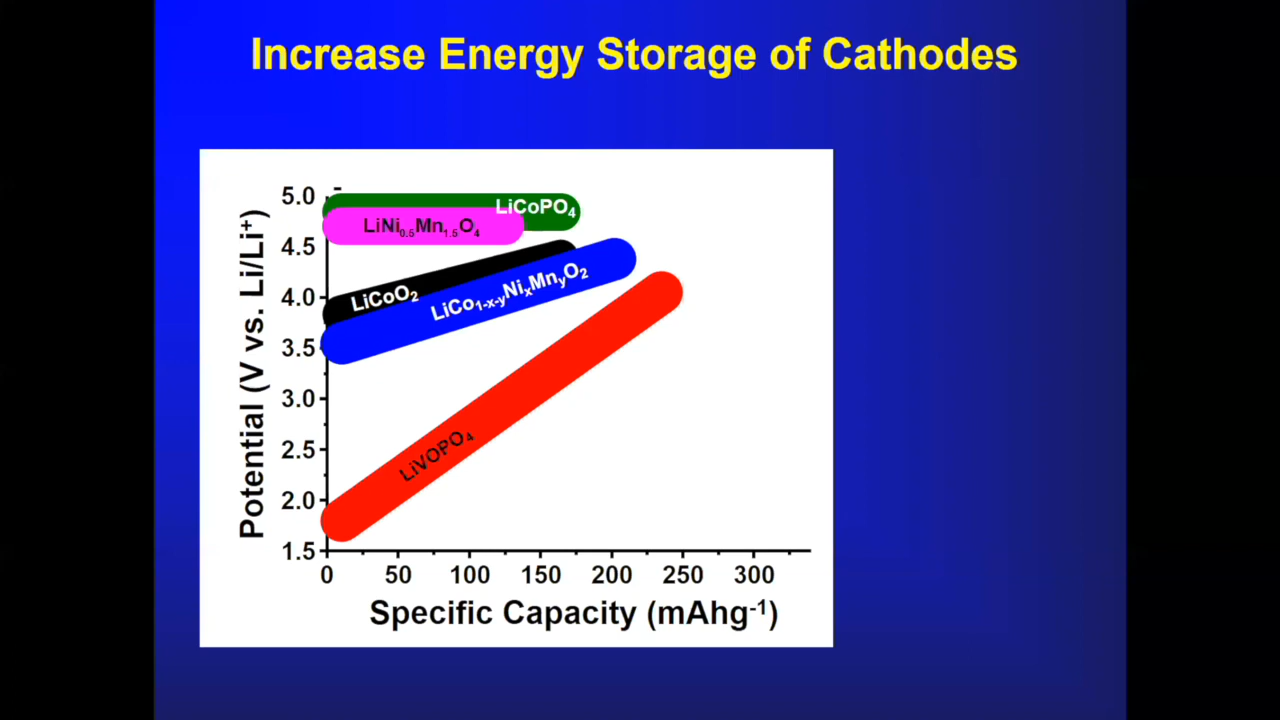 Increase Energy Storage of Cathodes
5.0
4.5
4.0
3.5
3.0
2.5
2.0
1.5
Potential (V vs. Li/Li⁺)
LiCoPO₄
LiNi₀.₅Mn₁.₅O₄
LiCoO₂
LiCo₁₋ₓ₋yNiₓMnyO₂
LiVOPO₄
0 50 100 150 200 250 300
Specific Capacity (mAhg⁻¹)